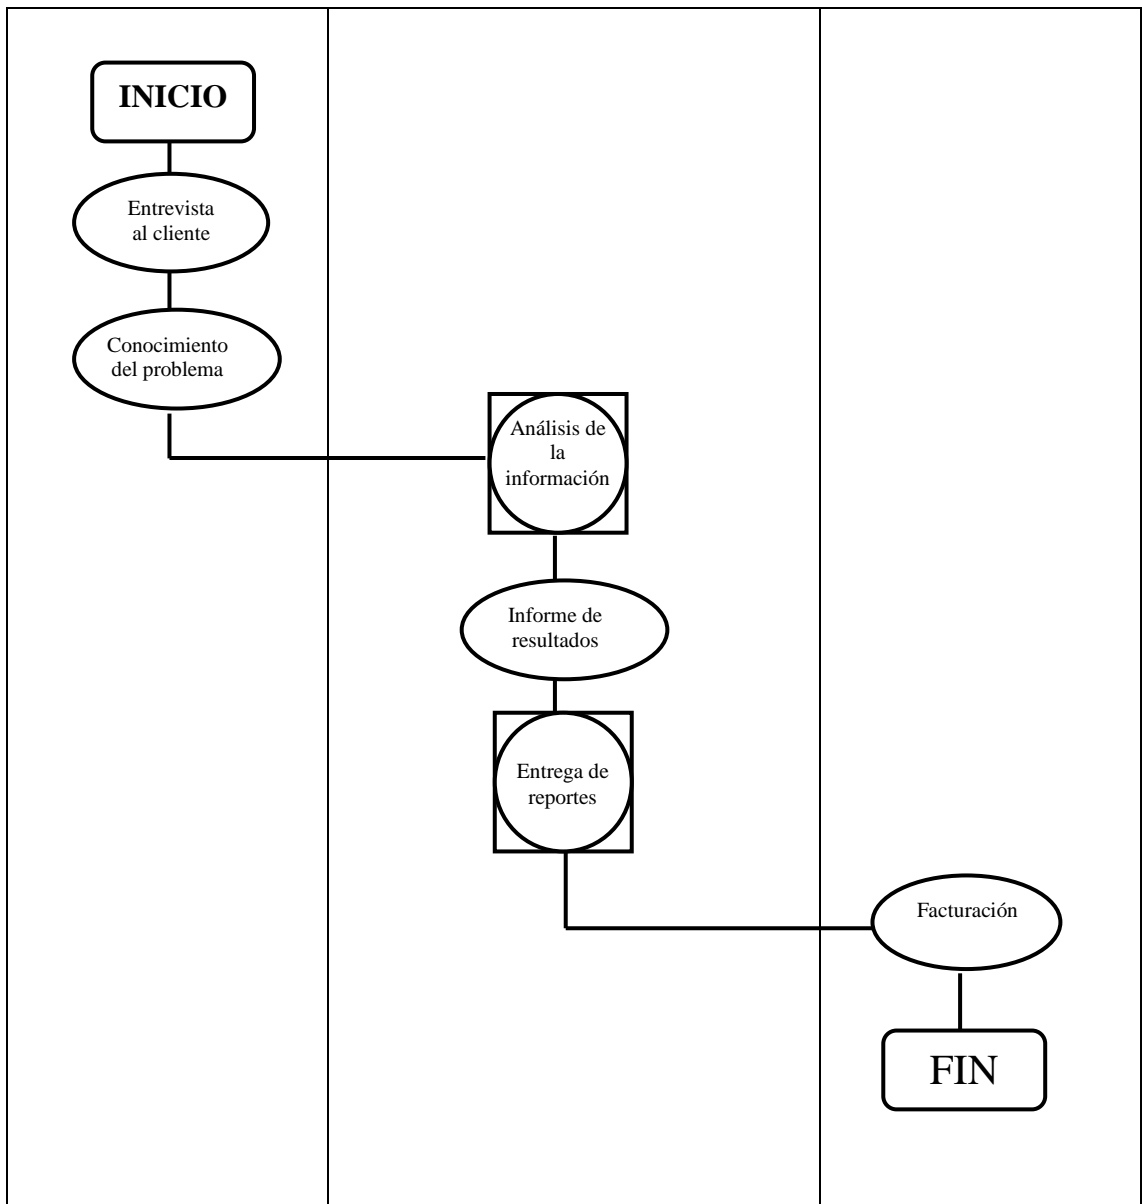 INICIO
Entrevista
al cliente
Conocimiento
del problema
Análisis de
la
información
Informe de
resultados
Entrega de
reportes
Facturación
FIN